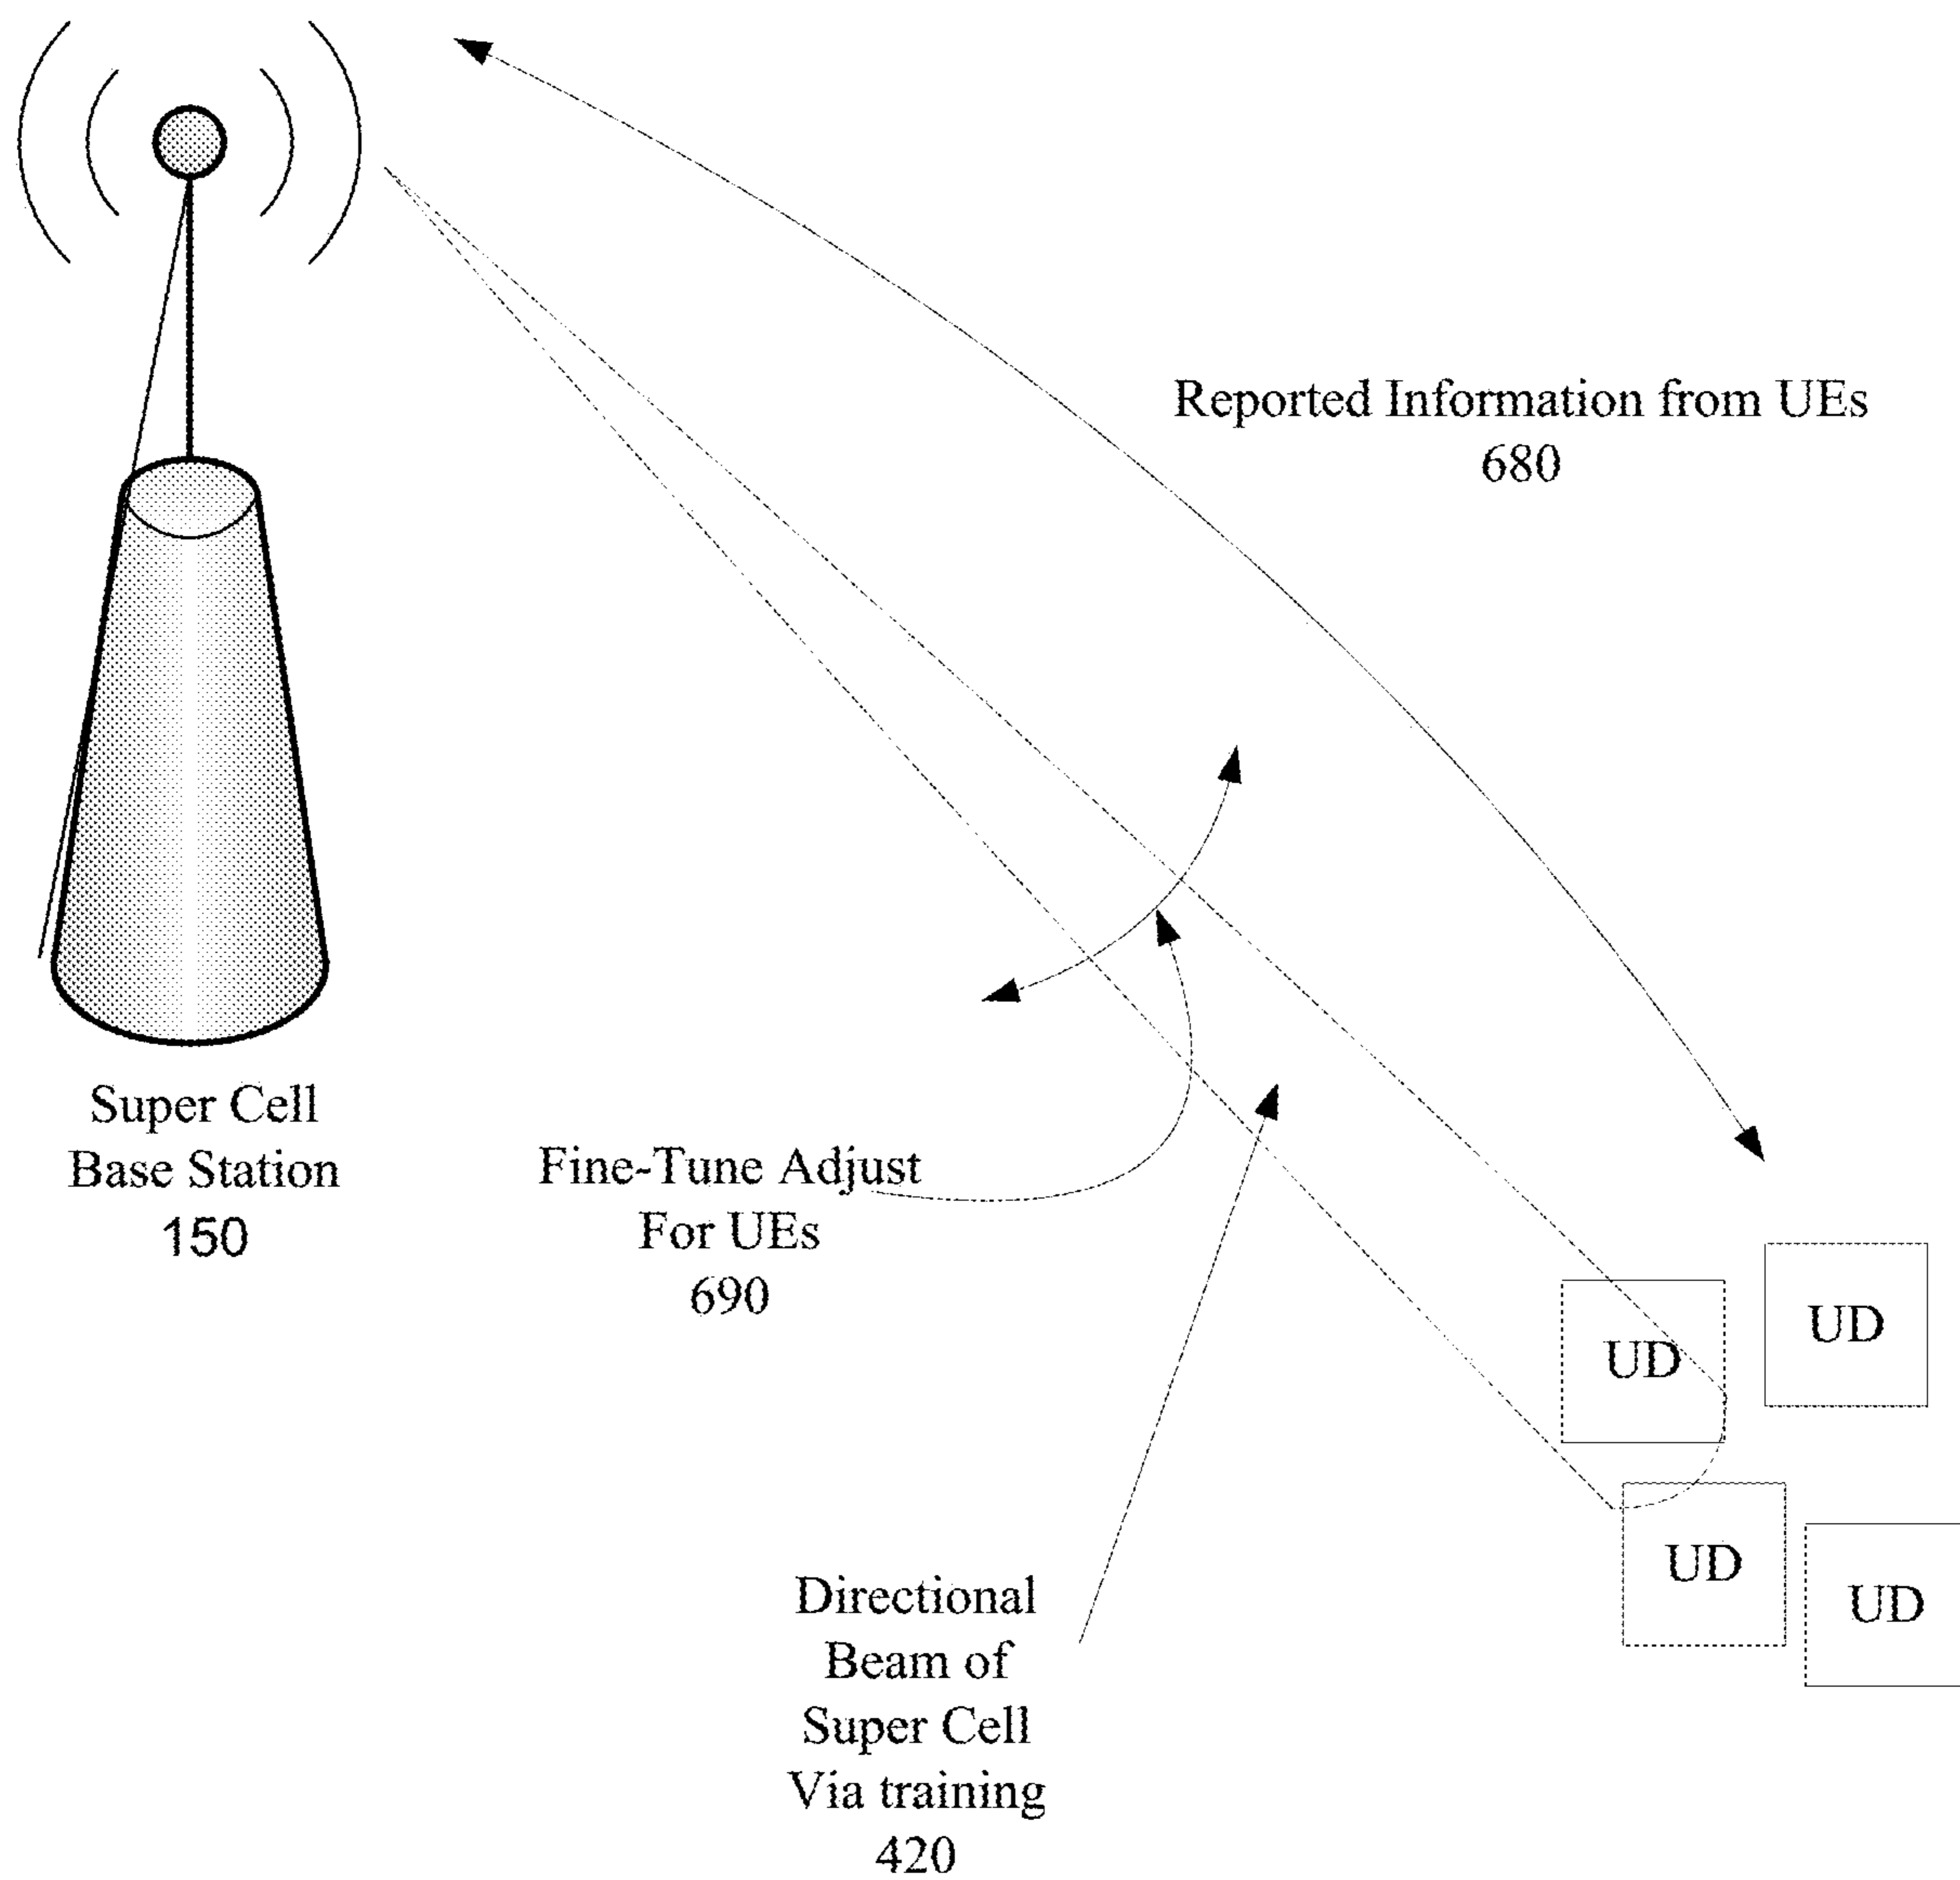 Reported Information from UEs
680
Super Cell
Base Station
150
Fine-Tune Adjust
For UEs
690
UD
UD
UD
UD
Directional
Beam of
Super Cell
Via training
420